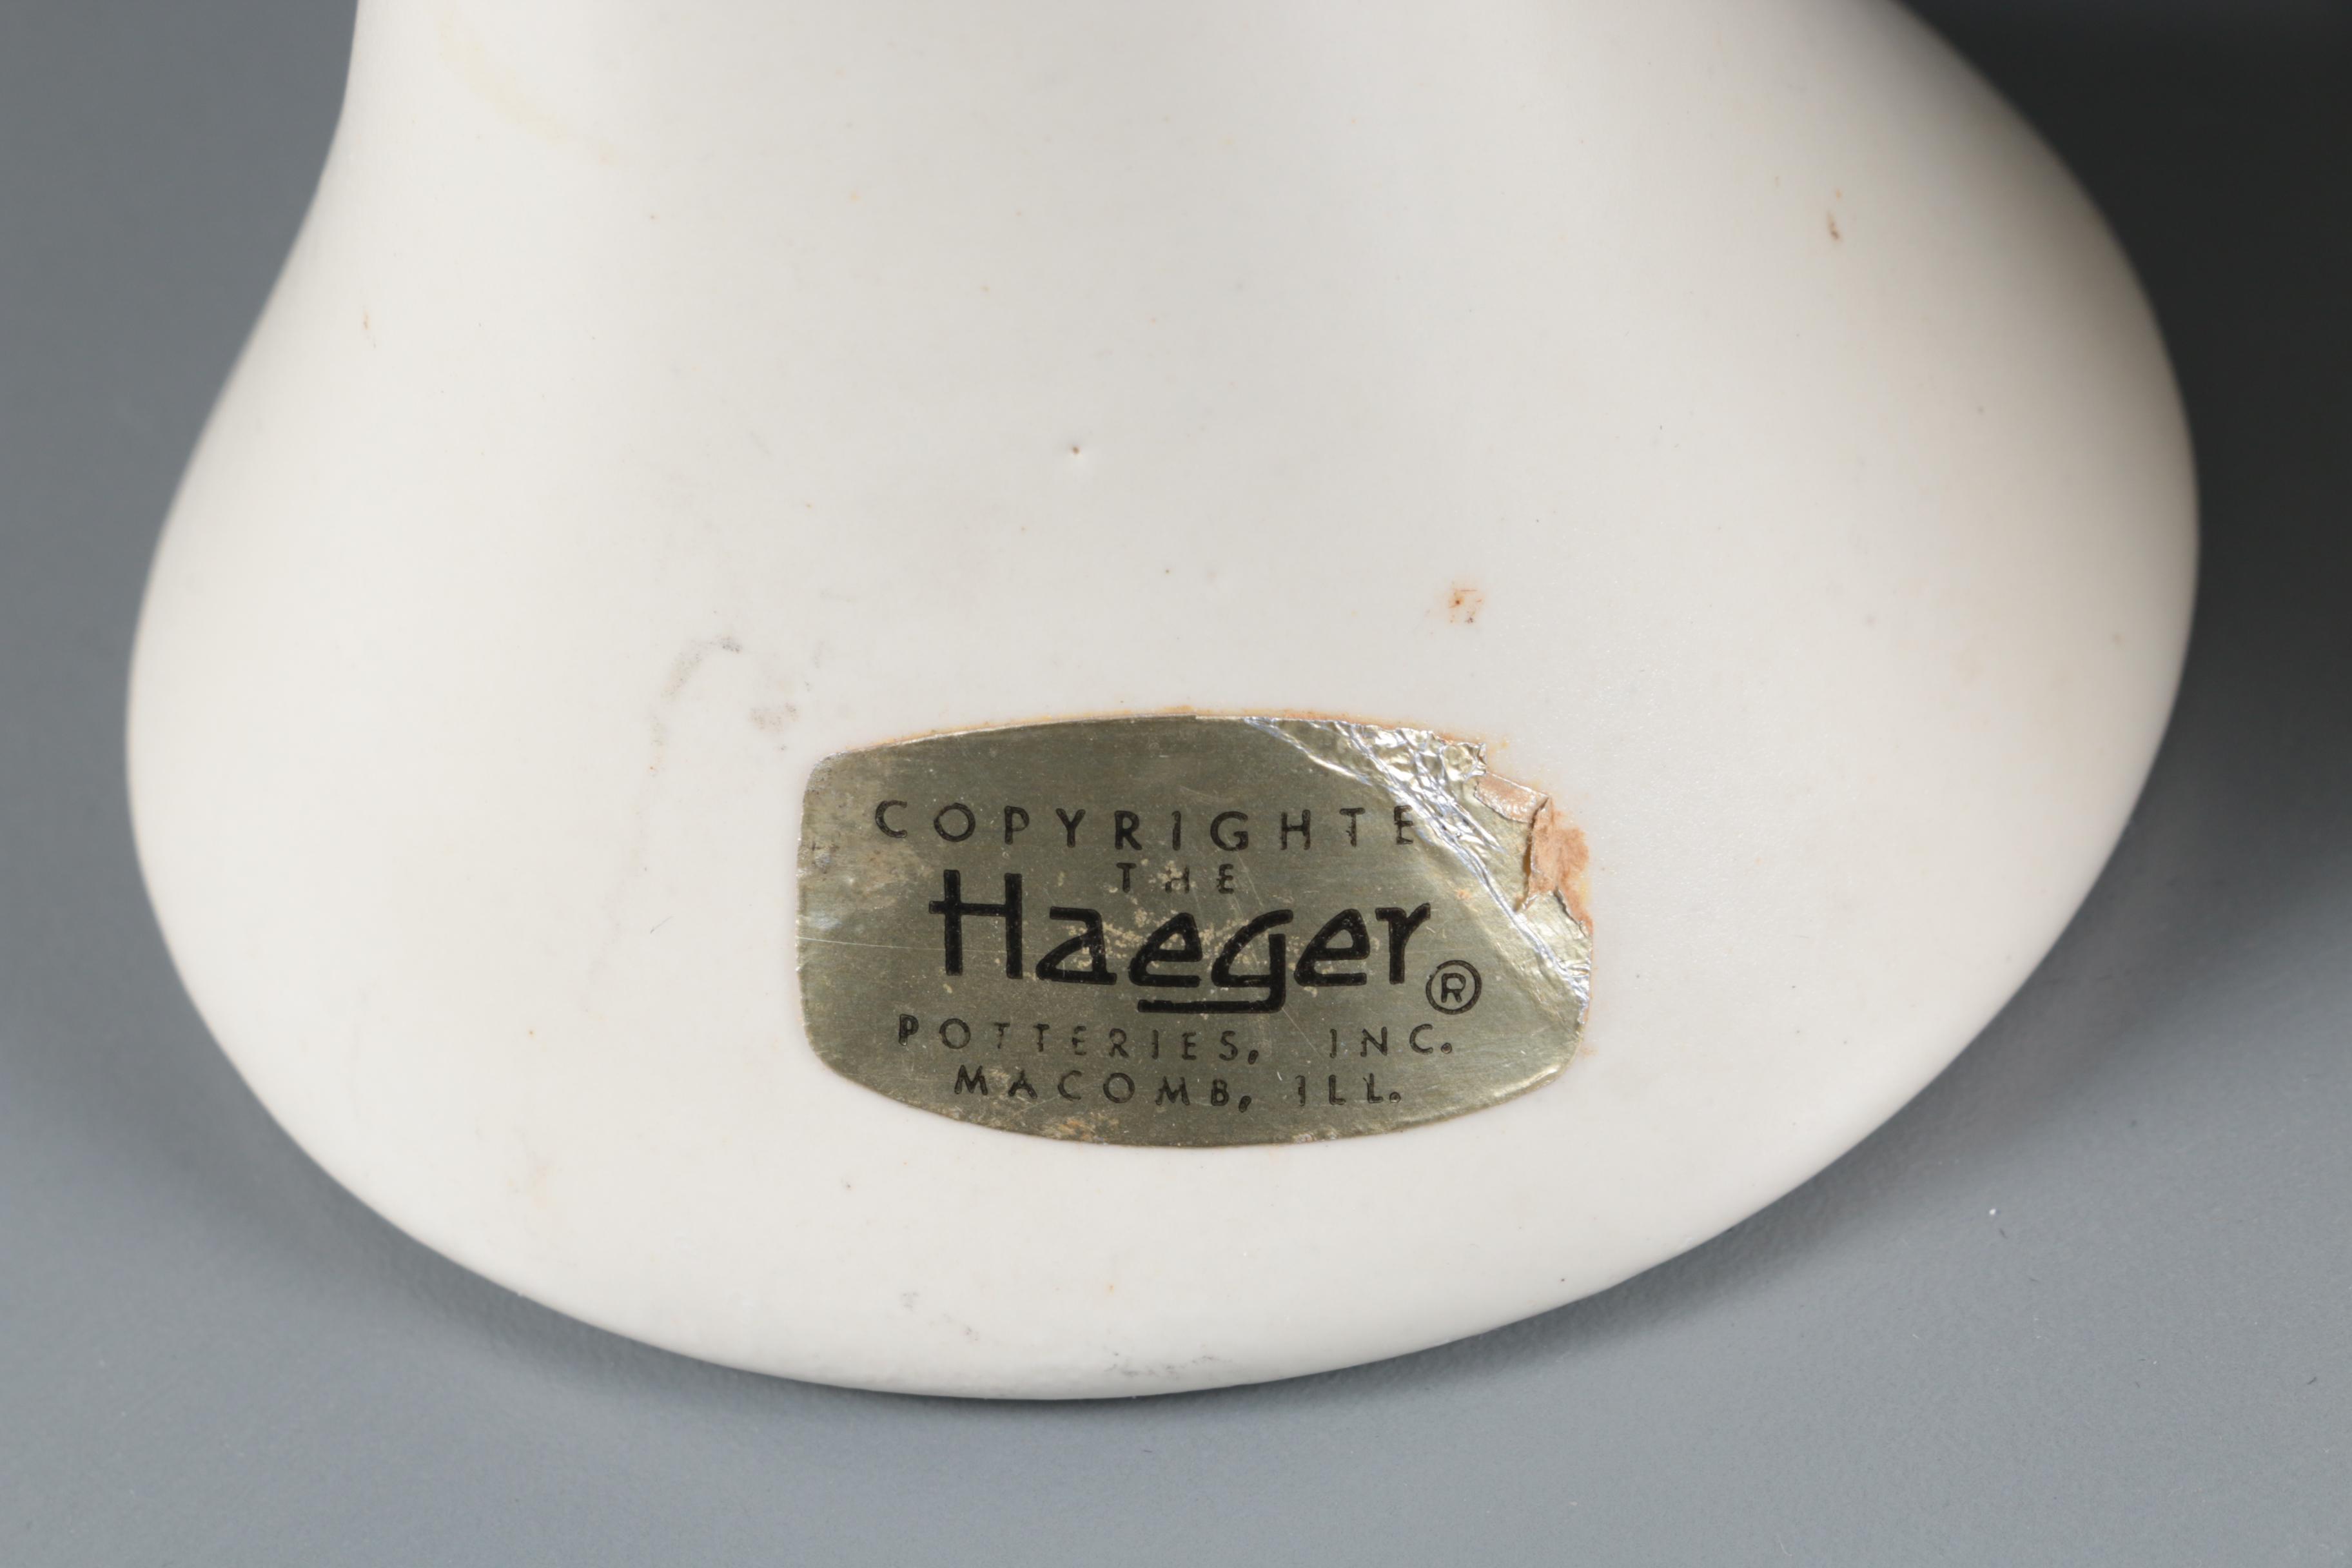 COPYRIGHTE
THE
Haeger®
POTTERIES, INC.
MACOMB, ILL.